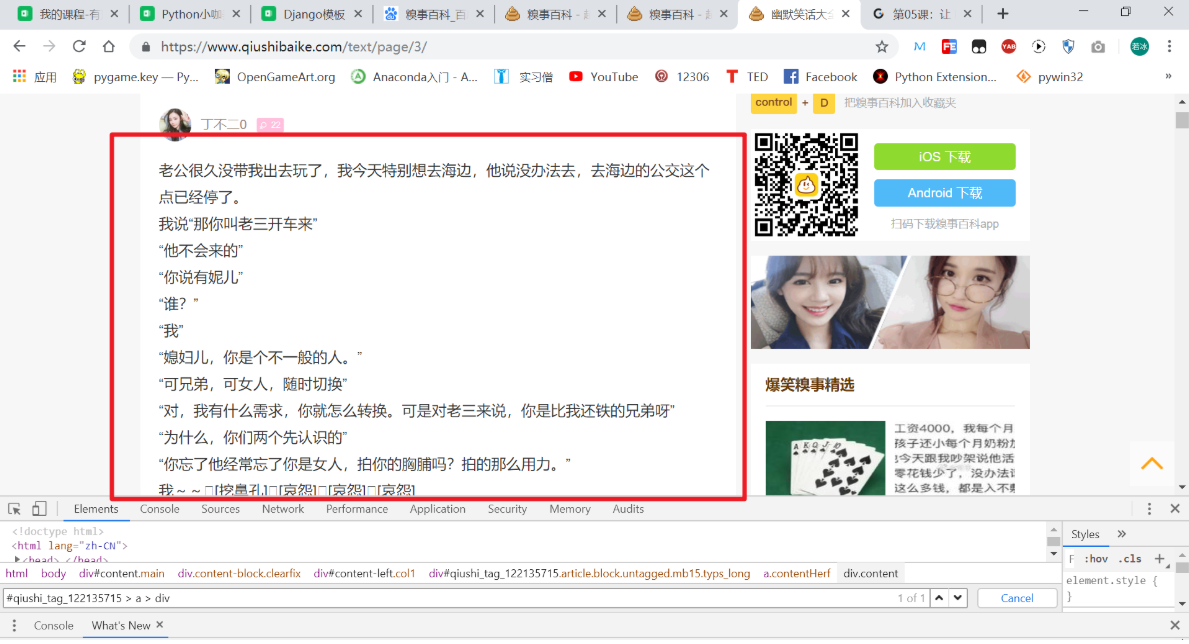 我的课程-有
Python小咖
Django模板
糗事百科_百
糗事百科 -
糗事百科 -
幽默笑话大全
第05课：让
https://www.qiushibaike.com/text/page/3/
应用
pygame.key — Py...
OpenGameArt.org
Anaconda入门 - A...
实习僧
YouTube
12306
TED
Facebook
Python Extension...
pywin32
丁不二0 22
老公很久没带我出去玩了，我今天特别想去海边，他说没办法去，去海边的公交这个
点已经停了。
我说“那你叫老三开车来”
“他不会来的”
“你说有妮儿”
“谁？”
“我”
“媳妇儿，你是个不一般的人。”
“可兄弟，可女人，随时切换”
“对，我有什么需求，你就怎么转换。可是对老三来说，你是比我还铁的兄弟呀”
“为什么，你们两个先认识的”
“你忘了他经常忘了你是女人，拍你的胸脯吗？拍的那么用力。”
我～～[挖鼻孔][哀怨][哀怨][哀怨]
control + D 把糗事百科加入收藏夹
iOS 下载
Android 下载
扫码下载糗事百科app
爆笑糗事精选
工资4000，我每个月
孩子还小每个月奶粉加
今天跟我吵架说他活
零花钱少了，没办法请
这么多钱，都是入不敷
Elements Console Sources Network Performance Application Security Memory Audits
<!doctype html>
<html lang="zh-CN">
<head> </head>
html body div#content.main div.content-block.clearfix div#content-left.col1 div#qiushi_tag_122135715.article.block.untagged.mb15.typs_long a.contentHerf div.content
#qiushi_tag_122135715 > a > div
1 of 1
Cancel
Styles
F :hov .cls +
element.style {
}
Console What's New